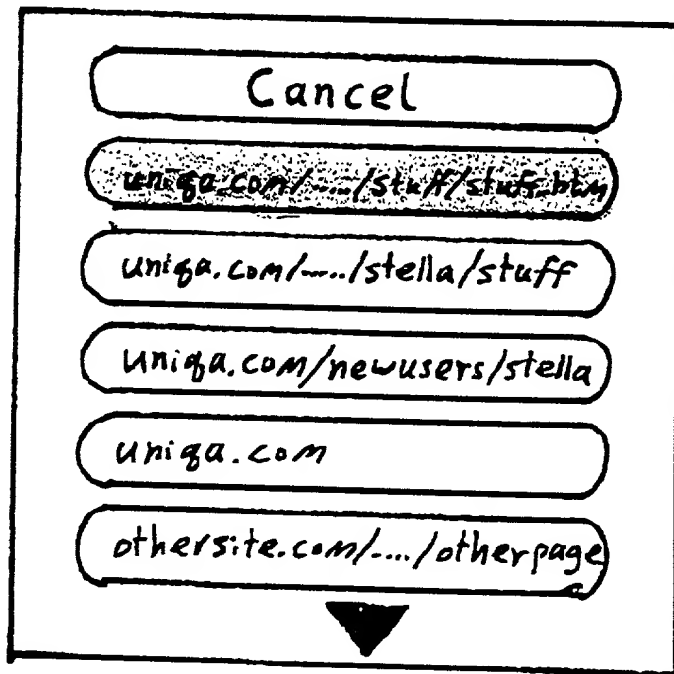 Cancel
uniqa.com/...../stuff/stuff.htm
uniqa.com/...../stella/stuff
uniqa.com/newusers/stella
uniqa.com
othersite.com/..../otherpage